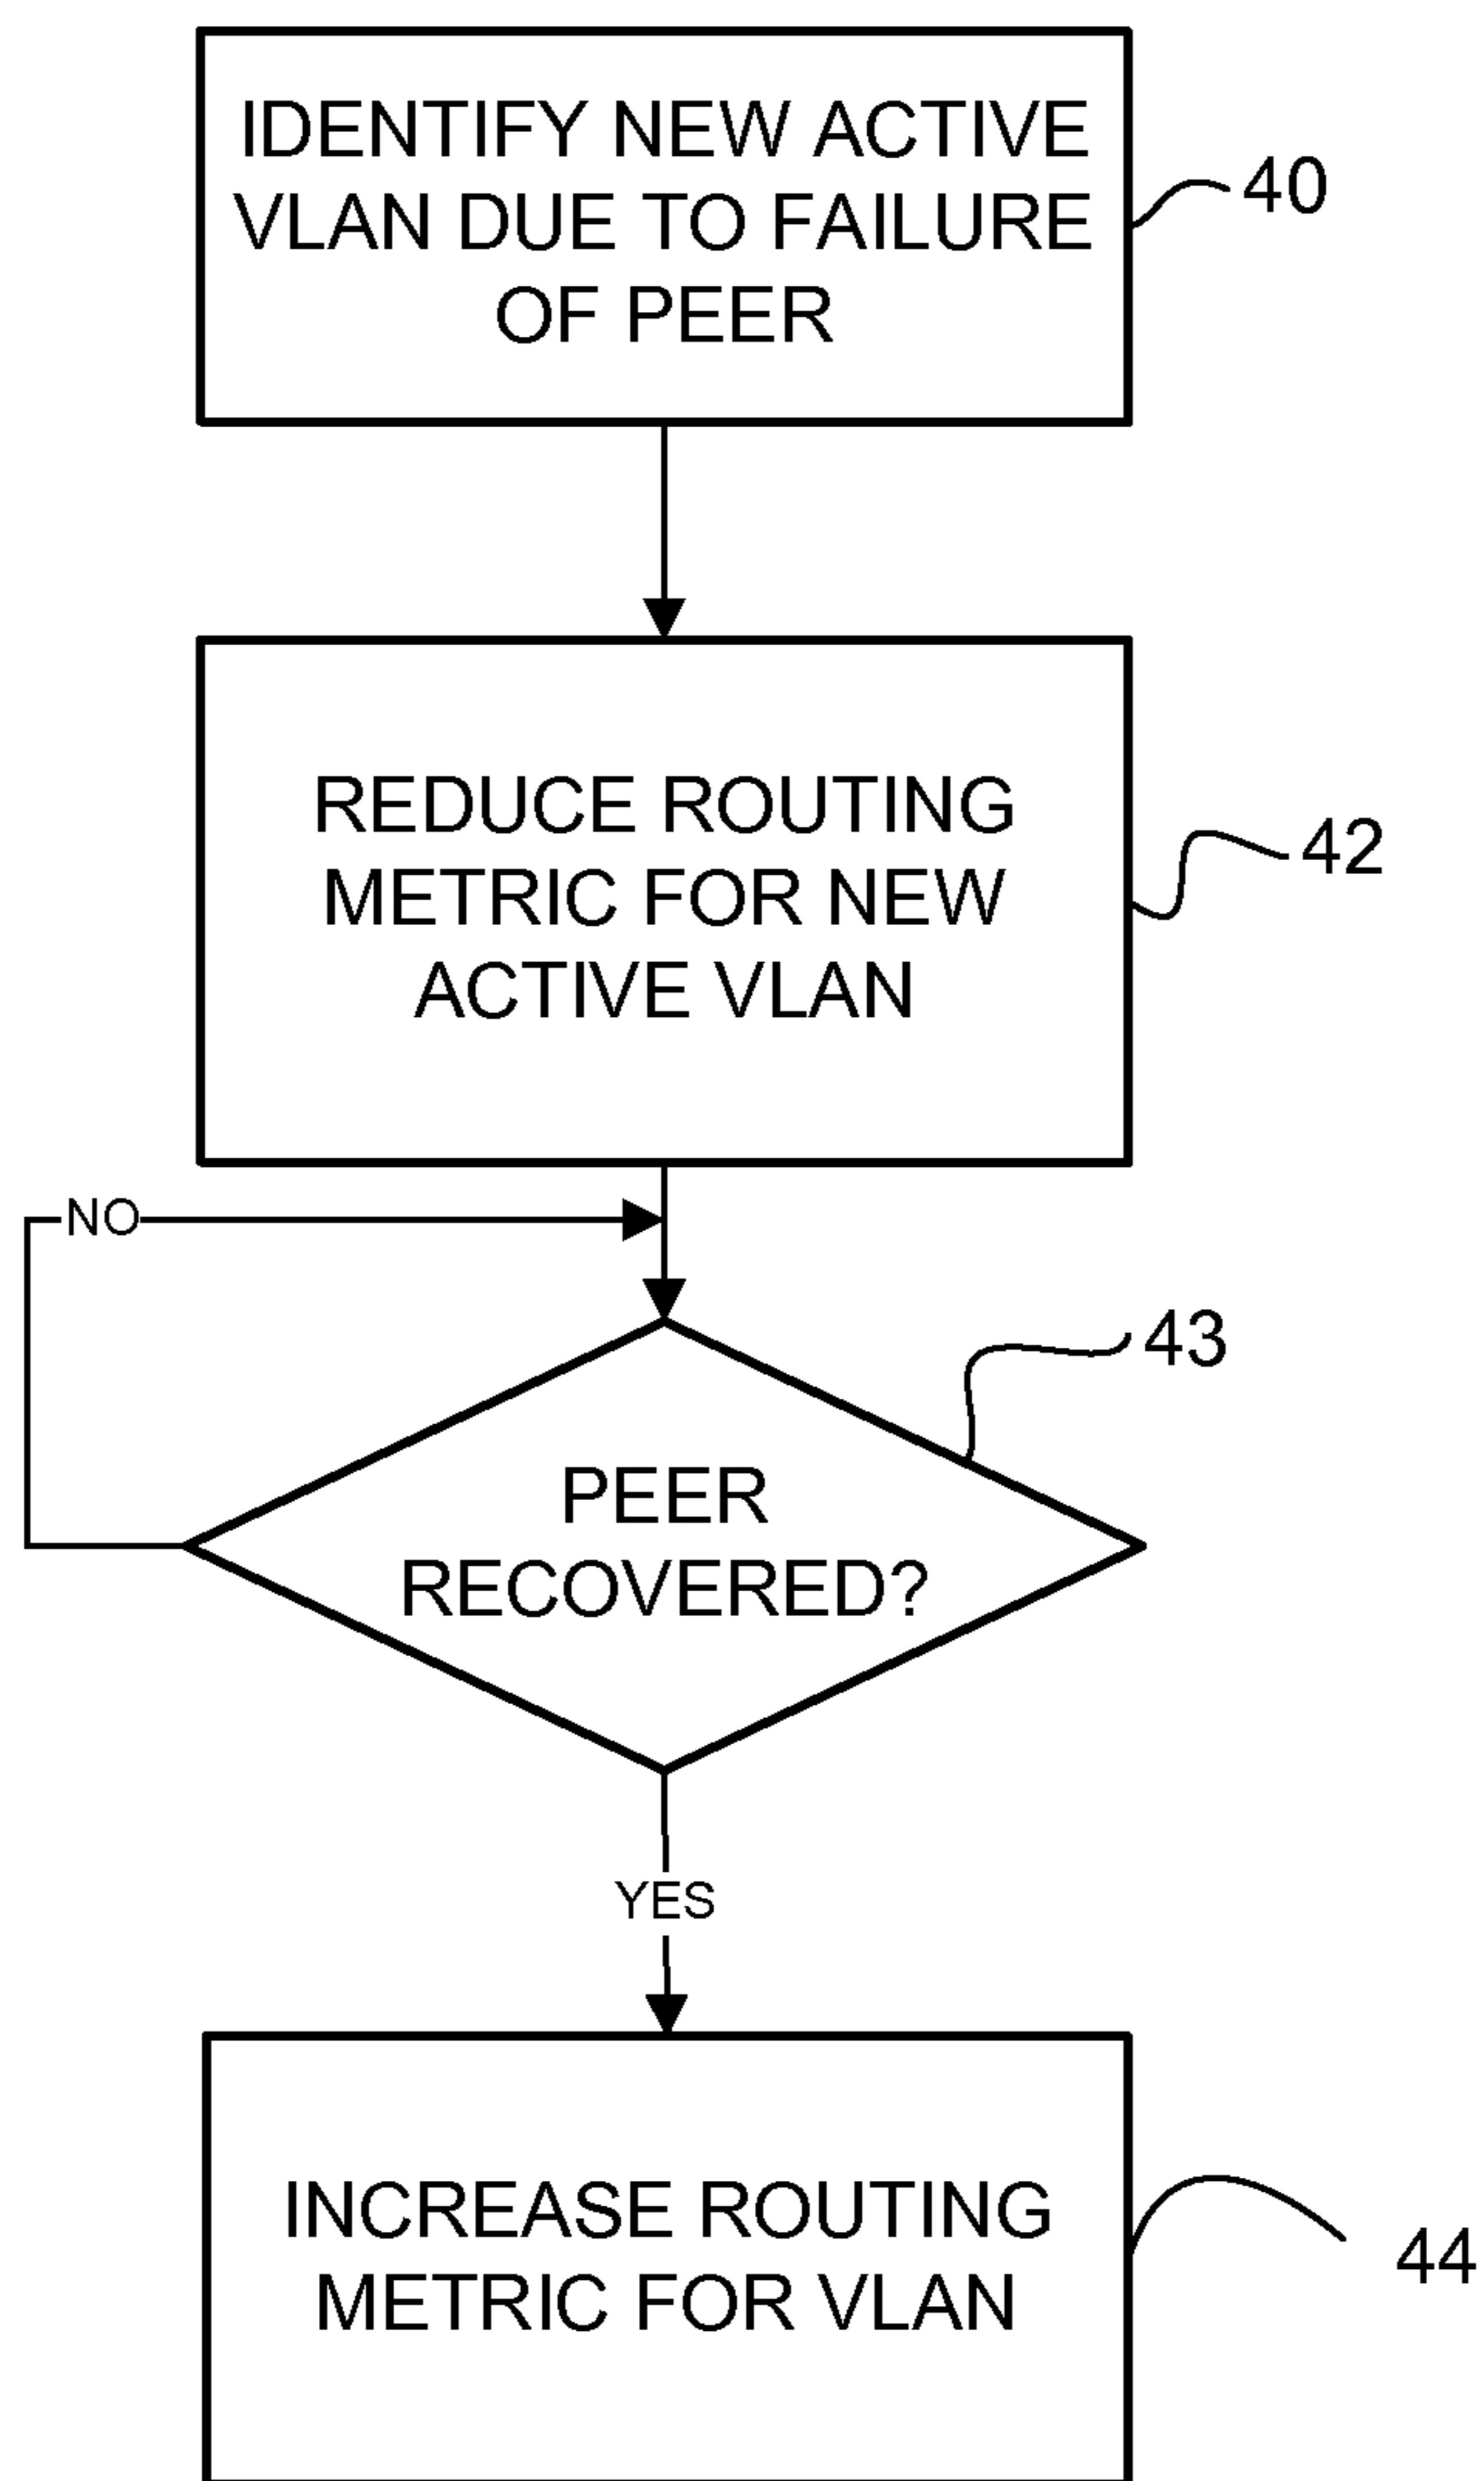 IDENTIFY NEW ACTIVE
VLAN DUE TO FAILURE
OF PEER
40
REDUCE ROUTING
METRIC FOR NEW
ACTIVE VLAN
42
NO
43
PEER
RECOVERED?
YES
INCREASE ROUTING
METRIC FOR VLAN
44